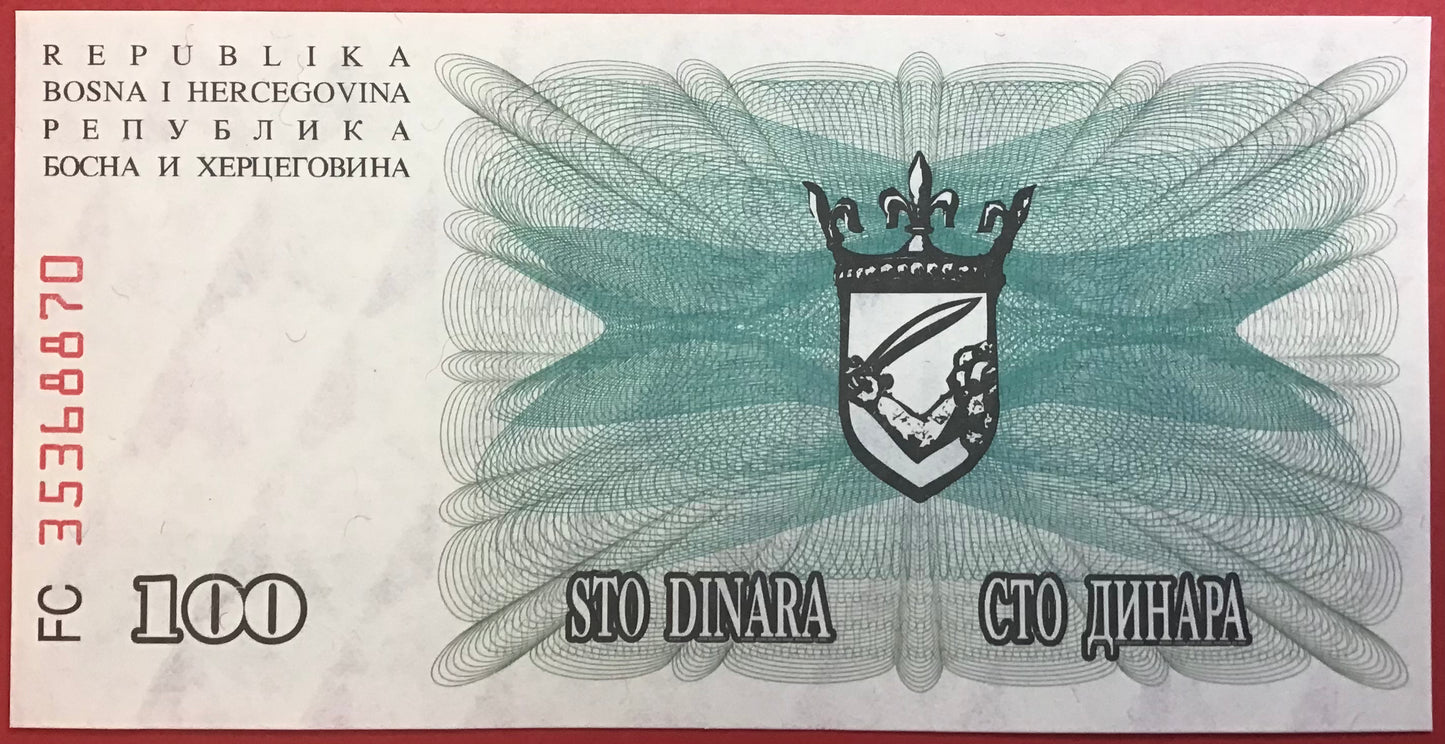 REPUBLIKA
BOSNA I HERCEGOVINA
РЕПУБЛИКА
БОСНА И ХЕРЦЕГОВИНА
FC 35368870
100
STO DINARA
СТО ДИНАРА